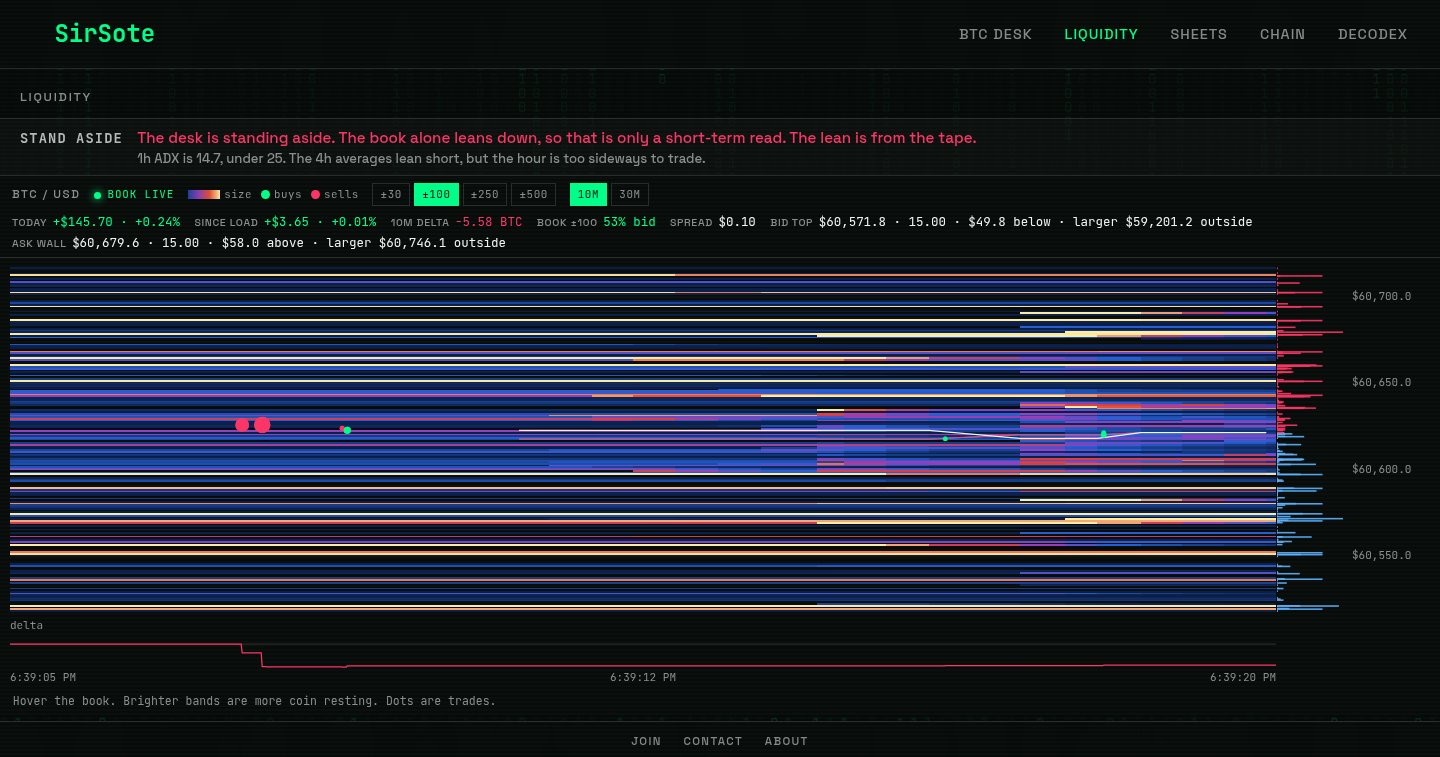 SirSote
BTC DESK LIQUIDITY SHEETS CHAIN DECODEX
LIQUIDITY
STAND ASIDE The desk is standing aside. The book alone leans down, so that is only a short-term read. The lean is from the tape.
1h ADX is 14.7, under 25. The 4h averages lean short, but the hour is too sideways to trade.
BTC / USD BOOK LIVE size buys sells ±30 ±100 ±250 ±500 10M 30M
TODAY +$145.70 · +0.24% SINCE LOAD +$3.65 · +0.01% 10M DELTA -5.58 BTC BOOK ±100 53% bid SPREAD $0.10 BID TOP $60,571.8 · 15.00 · $49.8 below · larger $59,201.2 outside
ASK WALL $60,679.6 · 15.00 · $58.0 above · larger $60,746.1 outside
$60,700.0
$60,650.0
$60,600.0
$60,550.0
delta
6:39:05 PM 6:39:12 PM 6:39:20 PM
Hover the book. Brighter bands are more coin resting. Dots are trades.
JOIN CONTACT ABOUT